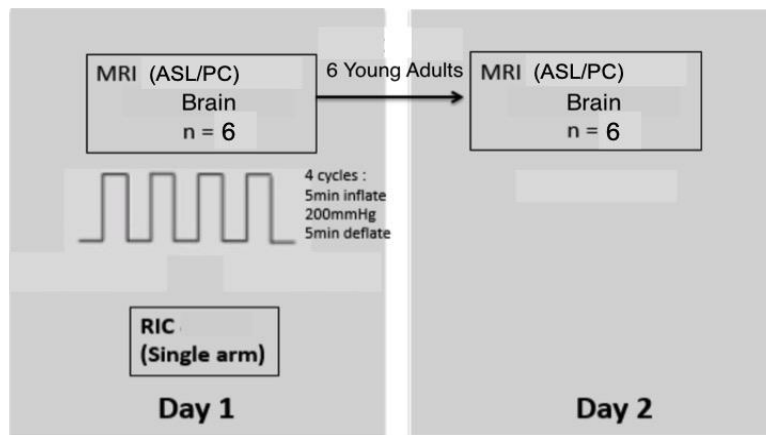 MRI (ASL/PC)
Brain
n = 6
6 Young Adults
MRI (ASL/PC)
Brain
n = 6
4 cycles :
5min inflate
200mmHg
5min deflate
RIC
(Single arm)
Day 1
Day 2